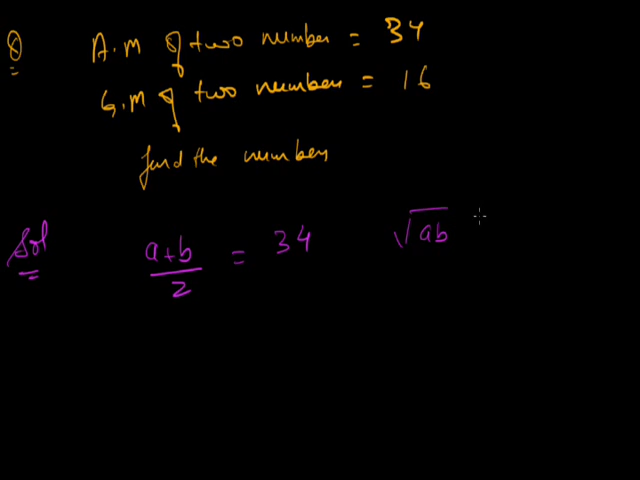 Q A.M of two number = 34
G.M of two number = 16
find the number
Sol a+b/2 = 34 √ab